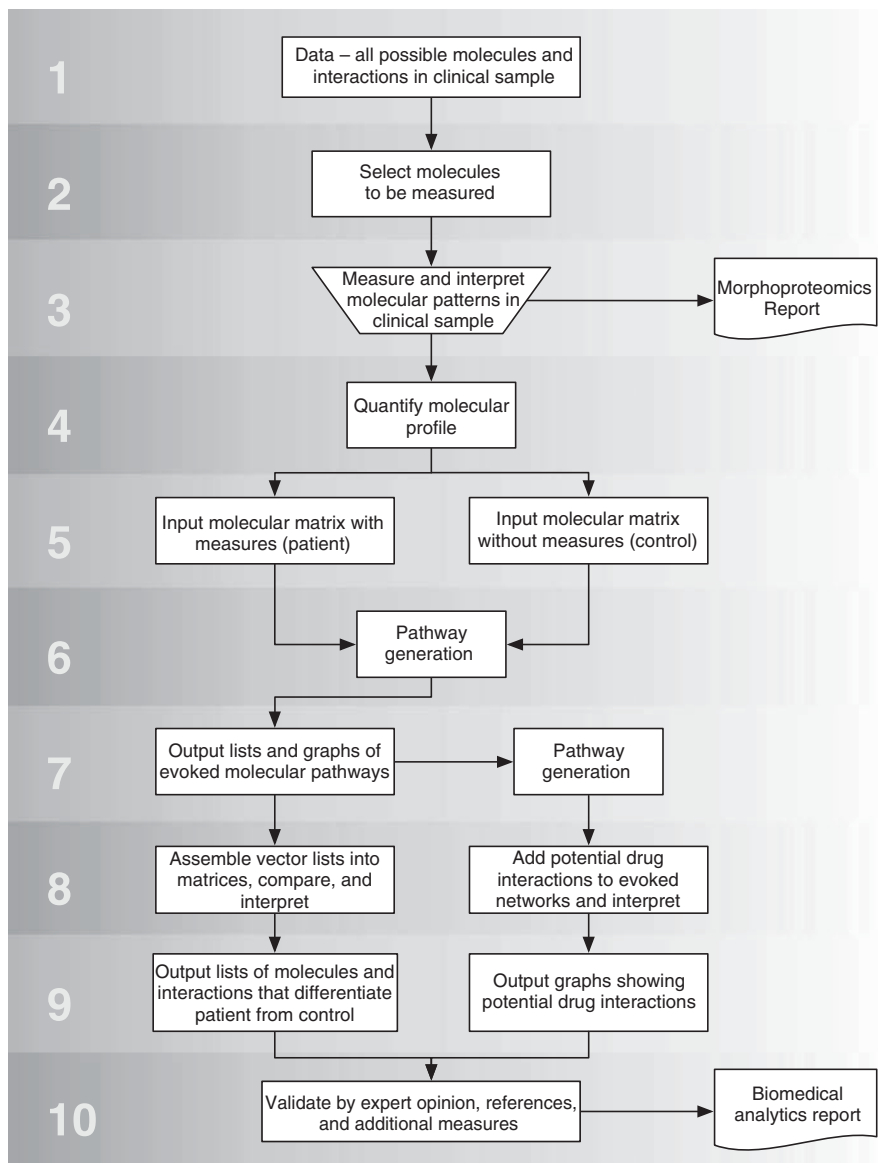 1
Data – all possible molecules and
interactions in clinical sample
2
Select molecules
to be measured
3
Measure and interpret
molecular patterns in
clinical sample
Morphoproteomics
Report
4
Quantify molecular
profile
5
Input molecular matrix with
measures (patient)
Input molecular matrix
without measures (control)
6
Pathway
generation
7
Output lists and graphs of
evoked molecular pathways
Pathway
generation
8
Assemble vector lists into
matrices, compare, and
interpret
Add potential drug
interactions to evoked
networks and interpret
9
Output lists of molecules and
interactions that differentiate
patient from control
Output graphs showing
potential drug interactions
10
Validate by expert opinion, references,
and additional measures
Biomedical
analytics report